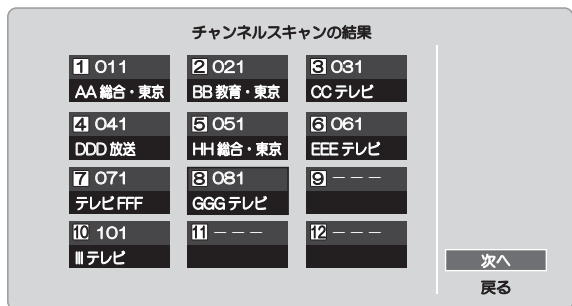 チャンネルスキャンの結果
1 011 2 021 3 031
AA 総合・東京 BB 教育・東京 CC テレビ
4 041 5 051 6 061
DDD 放送 HH 総合・東京 EEE テレビ
7 071 8 081 9 ---
テレビ FFF GGG テレビ
10 101 11 --- 12 ---
III テレビ
次へ
戻る